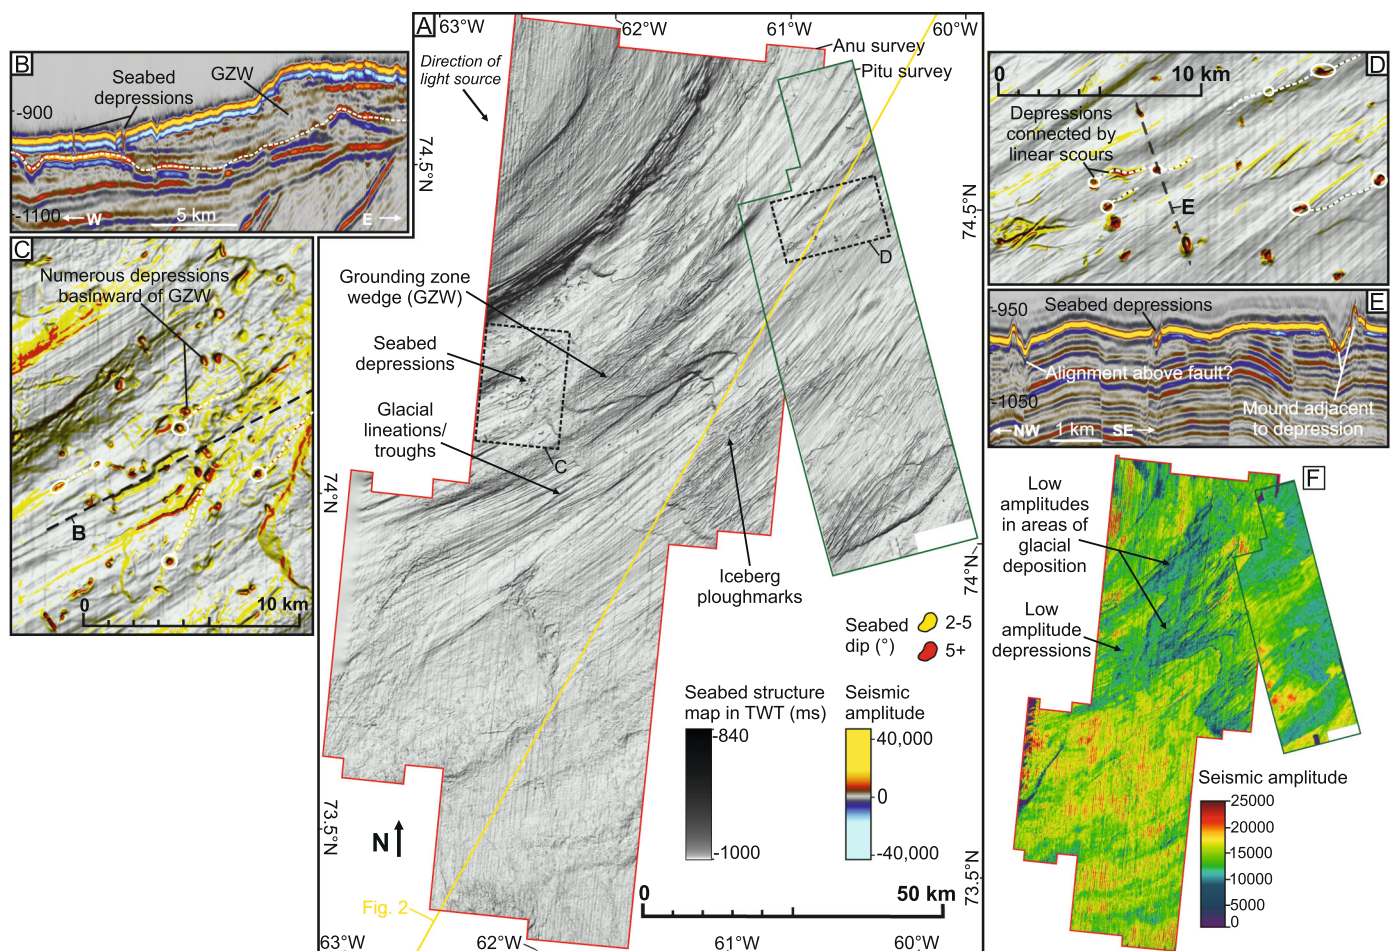 A
63°W
62°W
61°W
60°W
Direction of
light source
Anu survey
Pitu survey
74.5°N
74.5°N
Grounding zone
wedge (GZW)
Seabed
depressions
Glacial
lineations/
troughs
C
D
74°N
74°N
Iceberg
ploughmarks
Seabed
dip (°)
2-5
5+
Seabed structure
map in TWT (ms)
-840
-1000
Seismic
amplitude
40,000
0
-40,000
N
73.5°N
73.5°N
0
50 km
Fig. 2
63°W
62°W
61°W
60°W
B
Seabed
depressions
GZW
-900
-1100
W
5 km
E
C
Numerous depressions
basinward of GZW
B
0
10 km
D
0
10 km
Depressions
connected by
linear scours
E
E
-950
Seabed depressions
Alignment above fault?
-1050
Mound adjacent
to depression
NW
1 km
SE
F
Low
amplitudes
in areas of
glacial
deposition
Low
amplitude
depressions
Seismic amplitude
25000
20000
15000
10000
5000
0